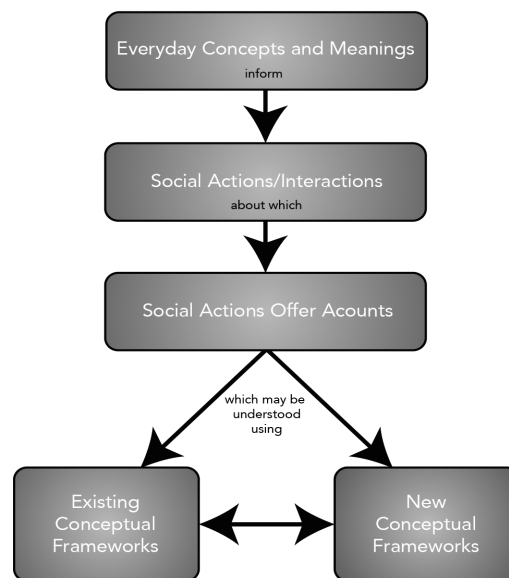 Everyday Concepts and Meanings
inform
Social Actions/Interactions
about which
Social Actions Offer Acounts
which may be
understood
using
Existing
Conceptual
Frameworks
New
Conceptual
Frameworks